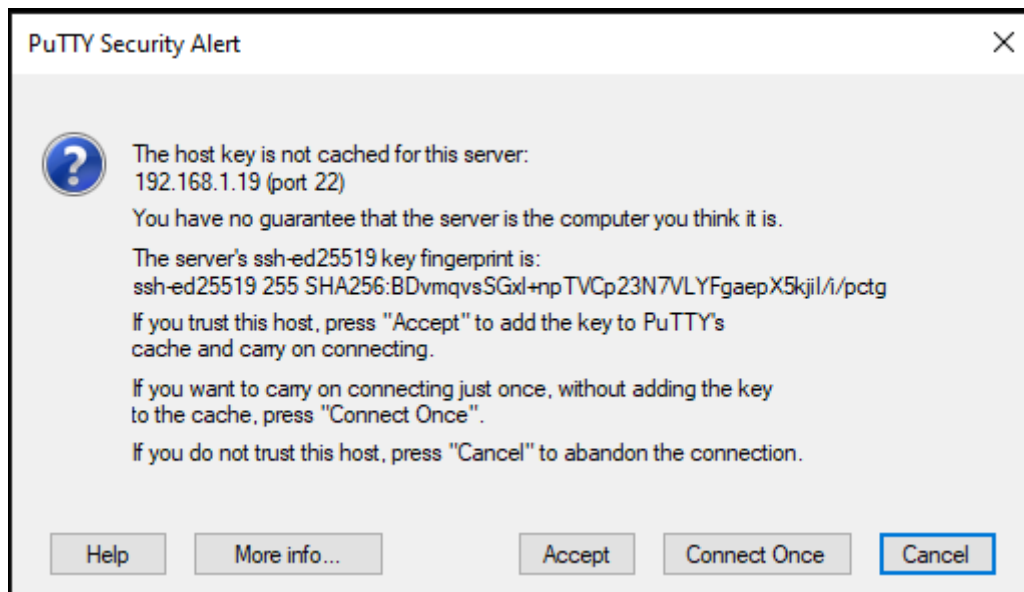 PuTTY Security Alert
The host key is not cached for this server:
192.168.1.19 (port 22)
You have no guarantee that the server is the computer you think it is.
The server's ssh-ed25519 key fingerprint is:
ssh-ed25519 255 SHA256:BDvmqvsSGxl+npTVCp23N7VLYFgaepX5kjiI/i/pctg
If you trust this host, press "Accept" to add the key to PuTTY's
cache and carry on connecting.
If you want to carry on connecting just once, without adding the key
to the cache, press "Connect Once".
If you do not trust this host, press "Cancel" to abandon the connection.
Help More info... Accept Connect Once Cancel